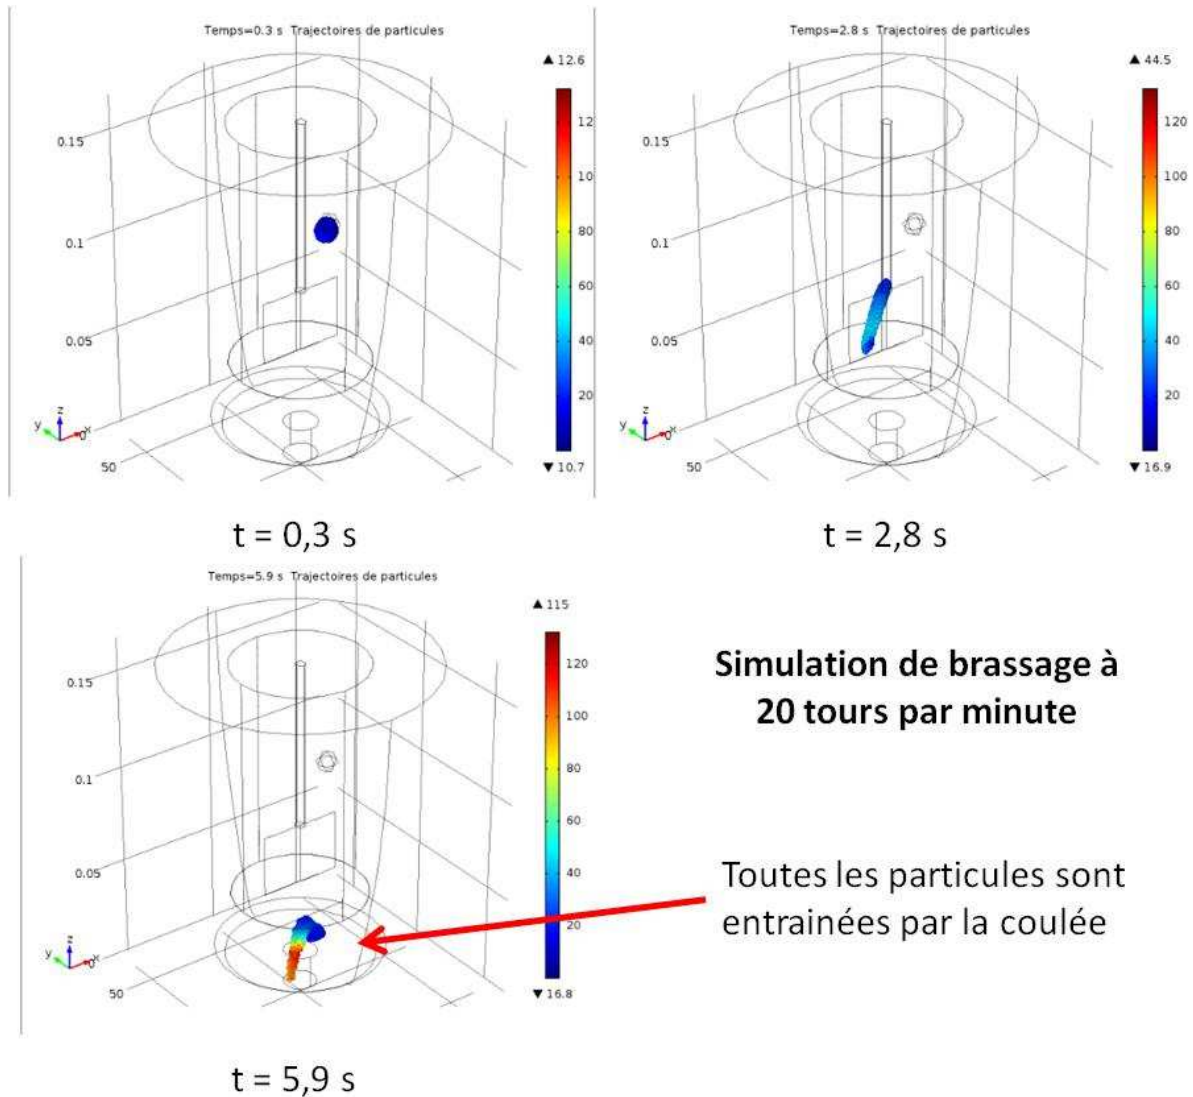 Temps=0.3 s Trajectoires de particules
▲ 12.6
0.15
0.1
0.05
0
50
z
y
x
12
10
80
60
40
20
▼ 10.7
t = 0,3 s
Temps=2.8 s Trajectoires de particules
▲ 44.5
0.15
0.1
0.05
0
50
z
y
x
120
100
80
60
40
20
▼ 16.9
t = 2,8 s
Temps=5.9 s Trajectoires de particules
▲ 115
0.15
0.1
0.05
0
50
z
y
x
120
100
80
60
40
20
▼ 16.8
t = 5,9 s
Simulation de brassage à
20 tours par minute
Toutes les particules sont
entrainées par la coulée